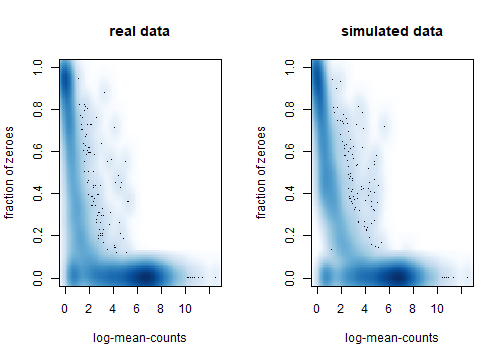 real data
fraction of zeroes
0.0 0.2 0.4 0.6 0.8 1.0
0 2 4 6 8 10
log-mean-counts
simulated data
fraction of zeroes
0.0 0.2 0.4 0.6 0.8 1.0
0 2 4 6 8 10
log-mean-counts